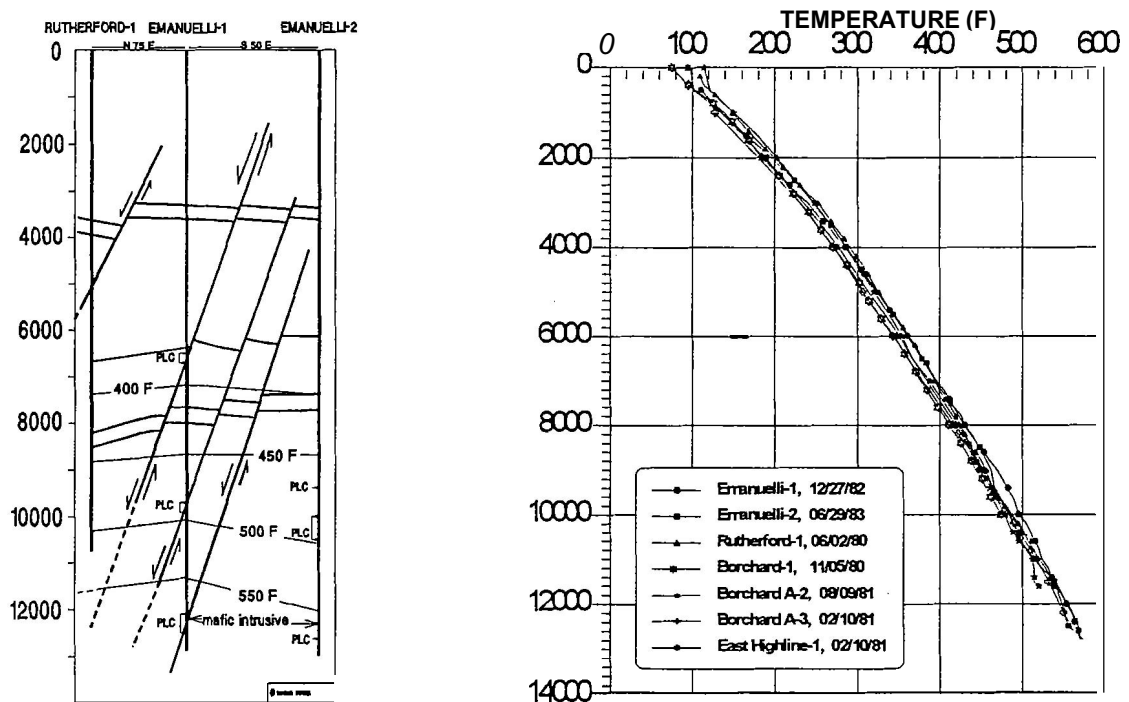 RUTHERFORD-1 EMANUELLI-1 EMANUELLI-2
N 75 E S 50 E
0
2000
4000
6000
PLC
400 F
8000
450 F
PLC
PLC
10000
500 F
PLC
550 F
12000
PLC
mafic intrusive
PLC
TEMPERATURE (F)
0 100 200 300 400 500 600
0
2000
4000
6000
8000
10000
12000
14000
Emanuelli-1, 12/27/82
Emanuelli-2, 06/29/83
Rutherford-1, 06/02/80
Borchard-1, 11/05/80
Borchard A-2, 08/09/81
Borchard A-3, 02/10/81
East Highline-1, 02/10/81